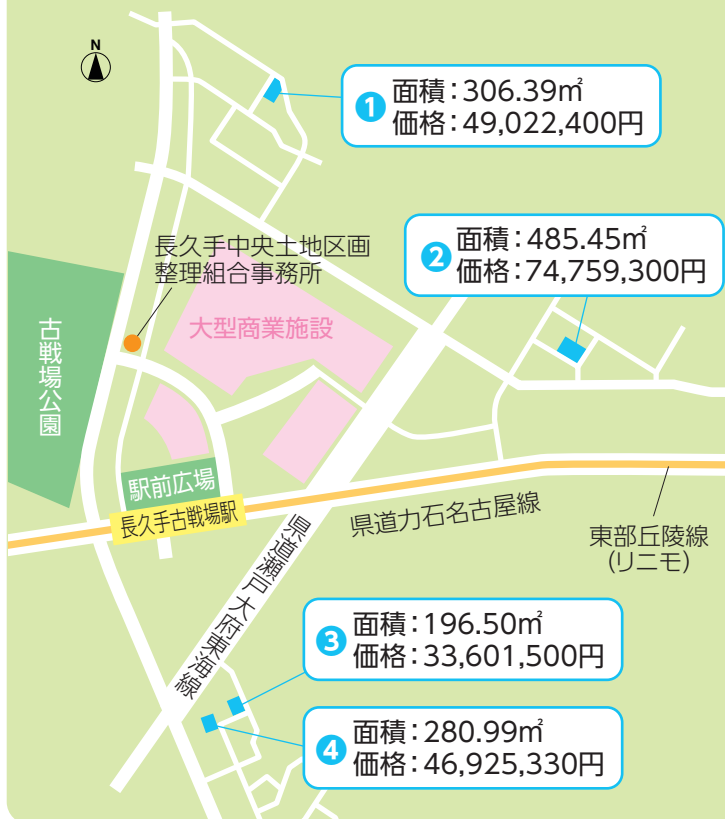 N
❶ 面積：306.39㎡
価格：49,022,400円
❷ 面積：485.45㎡
価格：74,759,300円
長久手中央土地区画
整理組合事務所
大型商業施設
古戦場公園
駅前広場
長久手古戦場駅
県道力石名古屋線
東部丘陵線
(リニモ)
県道瀬戸大府東海線
❸ 面積：196.50㎡
価格：33,601,500円
❹ 面積：280.99㎡
価格：46,925,330円